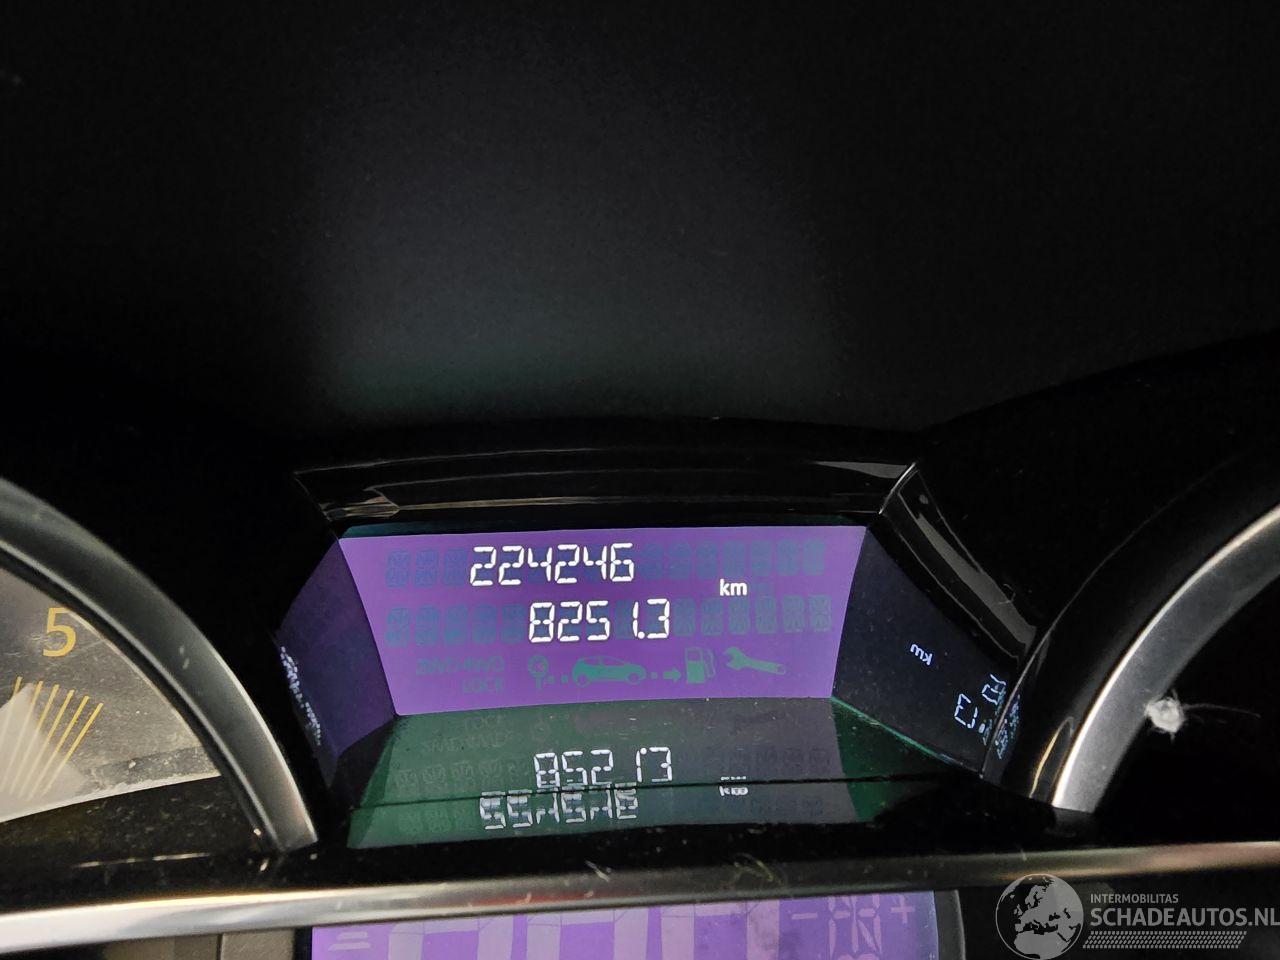 224246
km
8251.3
2WD 4WD
LOCK
5
INTERMOBILITAS
SCHADEAUTOS.NL